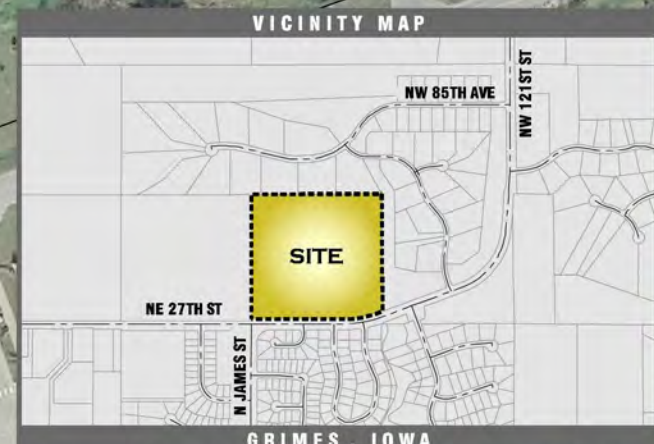 VICINITY MAP
NW 85TH AVE
NW 121ST ST
SITE
NE 27TH ST
N JAMES ST
GRIMES, IOWA